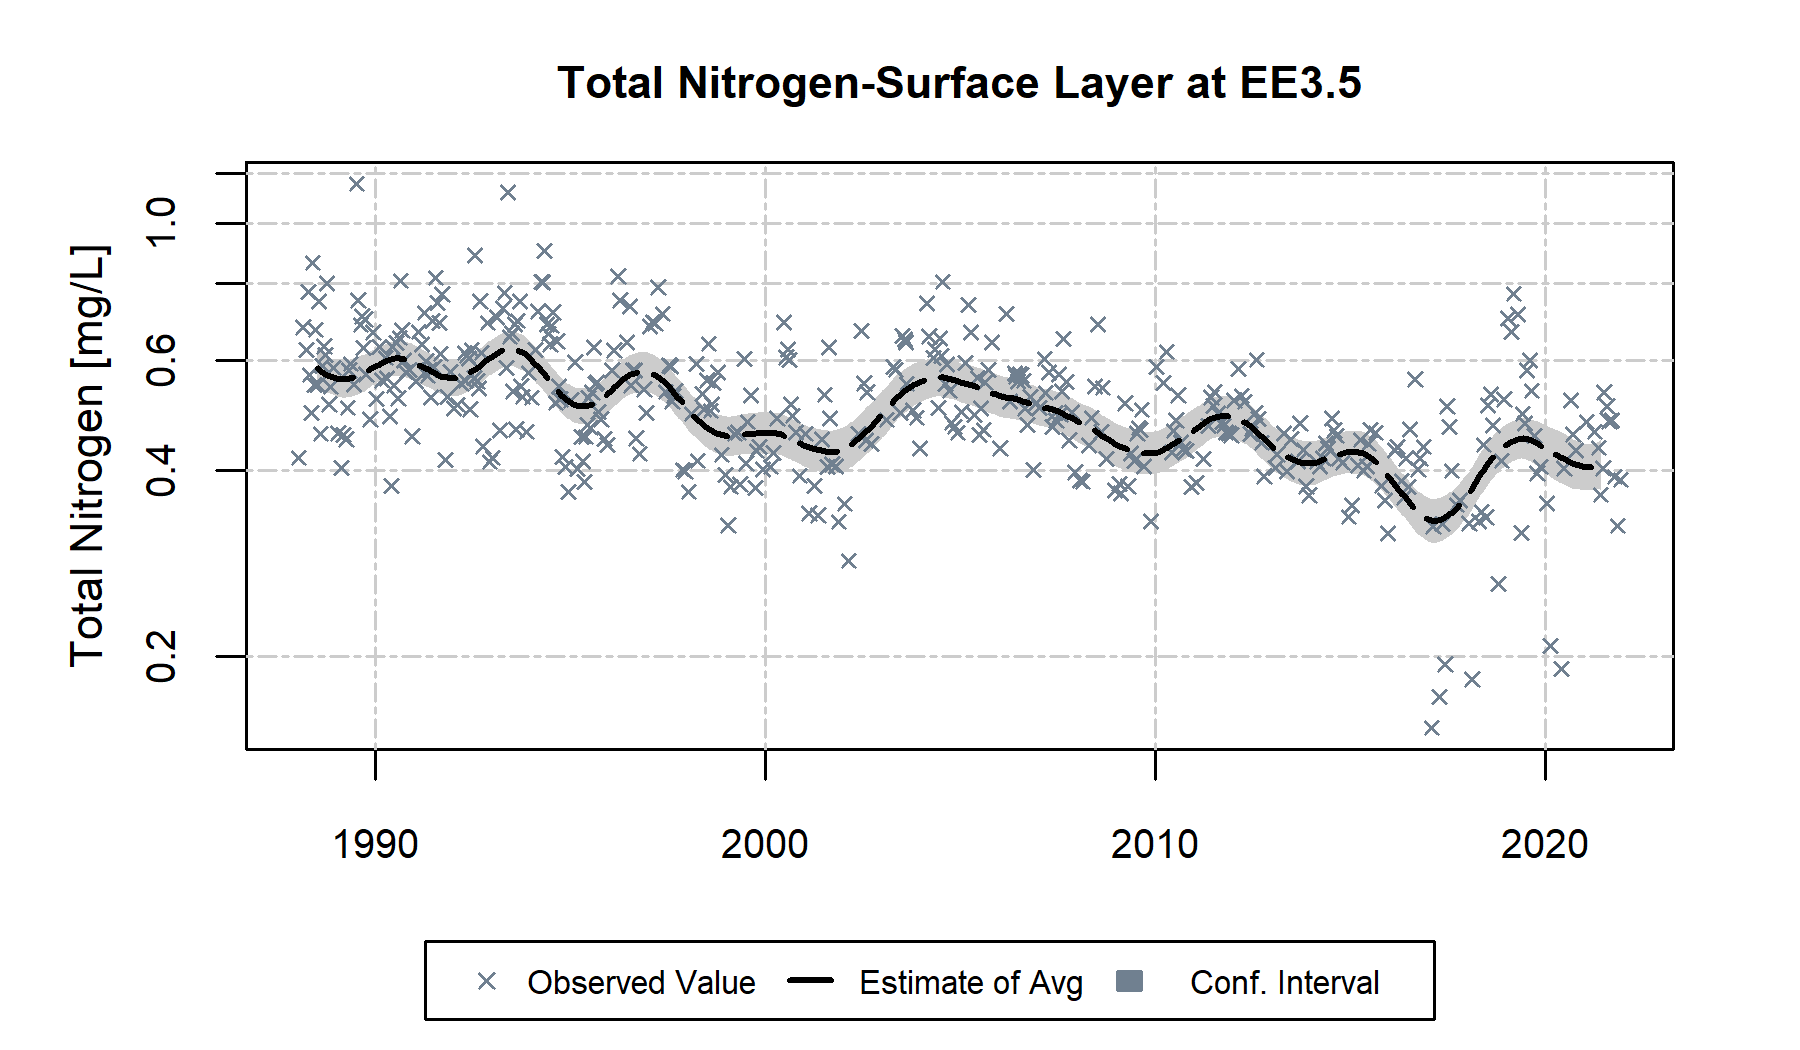 Total Nitrogen-Surface Layer at EE3.5
Total Nitrogen [mg/L]
1.0
0.6
0.4
0.2
1990 2000 2010 2020
Observed Value Estimate of Avg Conf. Interval